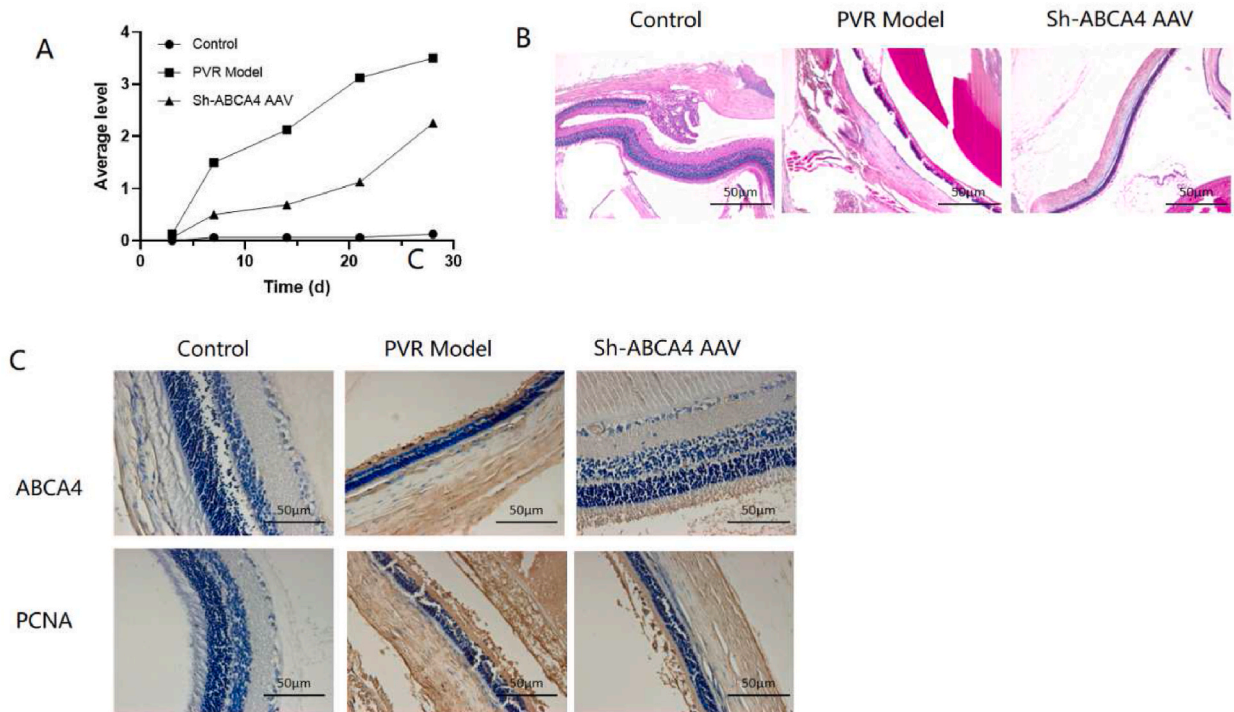 A
4
3
2
1
0
Average level
Control
PVR Model
Sh-ABCA4 AAV
0
10
20
30
C
Time (d)
B
Control
PVR Model
Sh-ABCA4 AAV
50μm
50μm
50μm
C
Control
PVR Model
Sh-ABCA4 AAV
ABCA4
50μm
50μm
50μm
PCNA
50μm
50μm
50μm